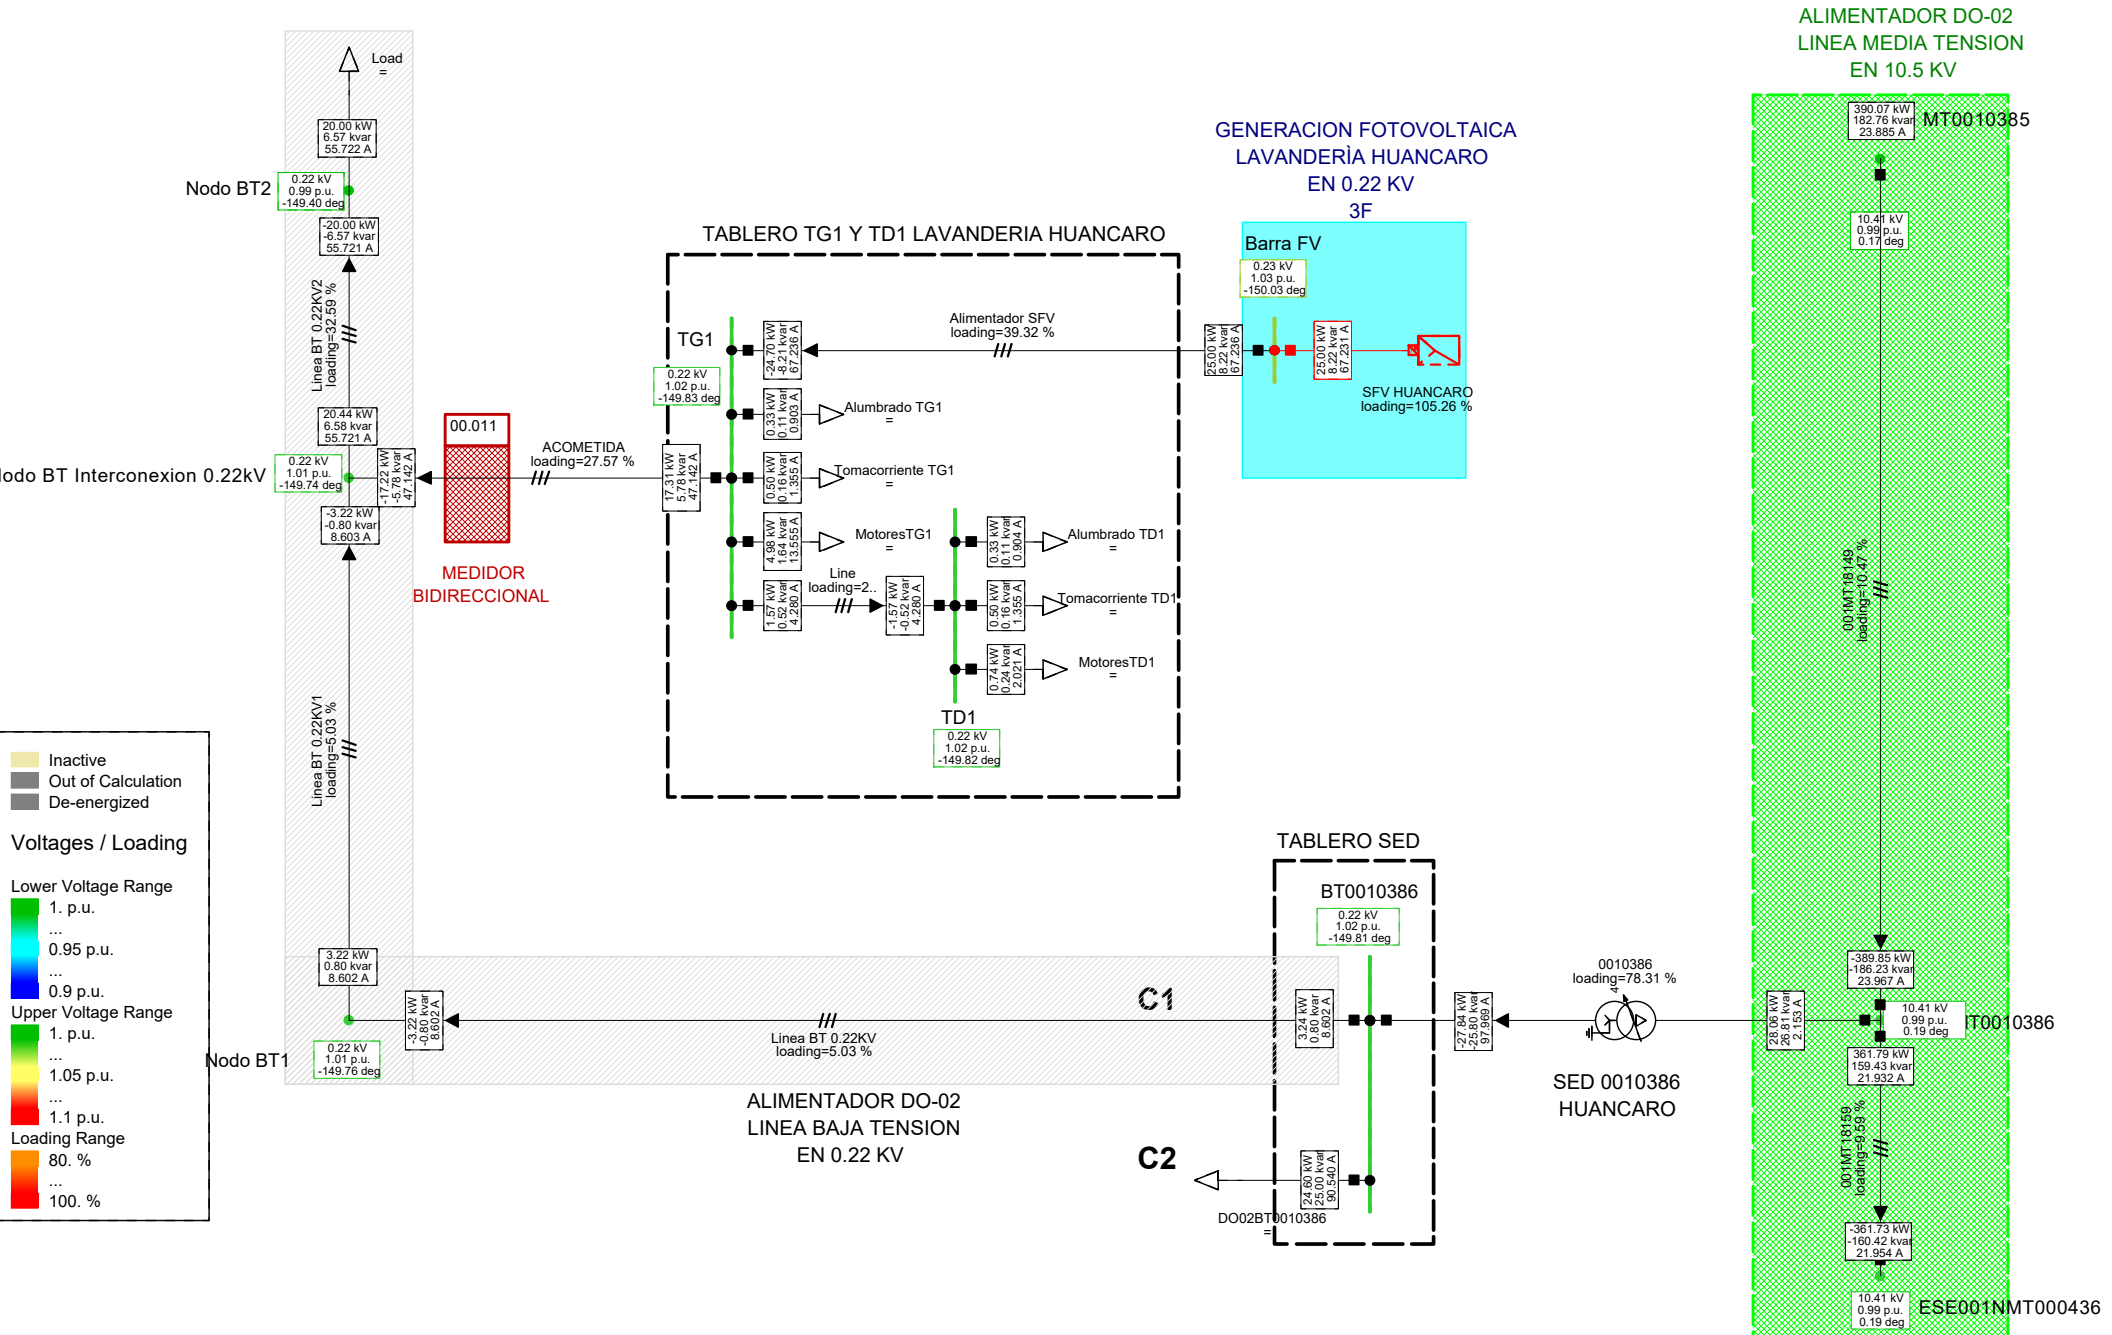 ALIMENTADOR DO-02
LINEA MEDIA TENSION
EN 10.5 KV
390.07 kW
182.76 kvar
23.885 A
MT0010385
10.41 kV
0.99 p.u.
0.17 deg
001MT18149
loading=10.47 %
-389.85 kW
-186.23 kvar
23.967 A
10.41 kV
0.99 p.u.
0.19 deg
IT0010386
361.79 kW
159.43 kvar
21.932 A
001MT18159
loading=9.59 %
-361.73 kW
-160.42 kvar
21.954 A
10.41 kV
0.99 p.u.
0.19 deg
ESE001NMT000436
Load
=
20.00 kW
6.57 kvar
55.722 A
Nodo BT2
0.22 kV
0.99 p.u.
-149.40 deg
-20.00 kW
-6.57 kvar
55.721 A
Linea BT 0.22KV2
loading=32.59 %
20.44 kW
6.58 kvar
55.721 A
lodo BT Interconexion 0.22kV
0.22 kV
1.01 p.u.
-149.74 deg
-17.22 kW
-5.78 kvar
47.142 A
-3.22 kW
-0.80 kvar
8.603 A
00.011
MEDIDOR
BIDIRECCIONAL
ACOMETIDA
loading=27.57 %
Linea BT 0.22KV1
loading=5.03 %
GENERACION FOTOVOLTAICA
LAVANDERÌA HUANCARO
EN 0.22 KV
3F
Barra FV
0.23 kV
1.03 p.u.
-150.03 deg
25.00 kW
8.22 kvar
67.236 A
25.00 kW
8.22 kvar
67.231 A
SFV HUANCARO
loading=105.26 %
TABLERO TG1 Y TD1 LAVANDERIA HUANCARO
TG1
0.22 kV
1.02 p.u.
-149.83 deg
-24.70 kW
-8.21 kvar
67.236 A
Alimentador SFV
loading=39.32 %
0.33 kW
0.11 kvar
0.903 A
Alumbrado TG1
=
17.31 kW
5.78 kvar
47.142 A
0.50 kW
0.16 kvar
1.355 A
Tomacorriente TG1
=
4.98 kW
1.64 kvar
13.555 A
MotoresTG1
=
1.57 kW
0.52 kvar
4.280 A
Line
loading=2..
-1.57 kW
-0.52 kvar
4.280 A
0.33 kW
0.11 kvar
0.904 A
Alumbrado TD1
=
0.50 kW
0.16 kvar
1.355 A
Tomacorriente TD1
=
0.74 kW
0.24 kvar
2.021 A
MotoresTD1
=
TD1
0.22 kV
1.02 p.u.
-149.82 deg
Inactive
Out of Calculation
De-energized
Voltages / Loading
Lower Voltage Range
1. p.u.
...
0.95 p.u.
...
0.9 p.u.
Upper Voltage Range
1. p.u.
...
1.05 p.u.
...
1.1 p.u.
Loading Range
80. %
...
100. %
3.22 kW
0.80 kvar
8.602 A
-3.22 kW
-0.80 kvar
8.602 A
Nodo BT1
0.22 kV
1.01 p.u.
-149.76 deg
Linea BT 0.22KV
loading=5.03 %
ALIMENTADOR DO-02
LINEA BAJA TENSION
EN 0.22 KV
C1
C2
TABLERO SED
BT0010386
0.22 kV
1.02 p.u.
-149.81 deg
3.24 kW
0.80 kvar
8.602 A
-27.84 kW
-25.80 kvar
97.969 A
0010386
loading=78.31 %
4
28.06 kW
26.81 kvar
2.153 A
SED 0010386
HUANCARO
24.60 kW
25.00 kvar
90.540 A
DO02BT0010386
=